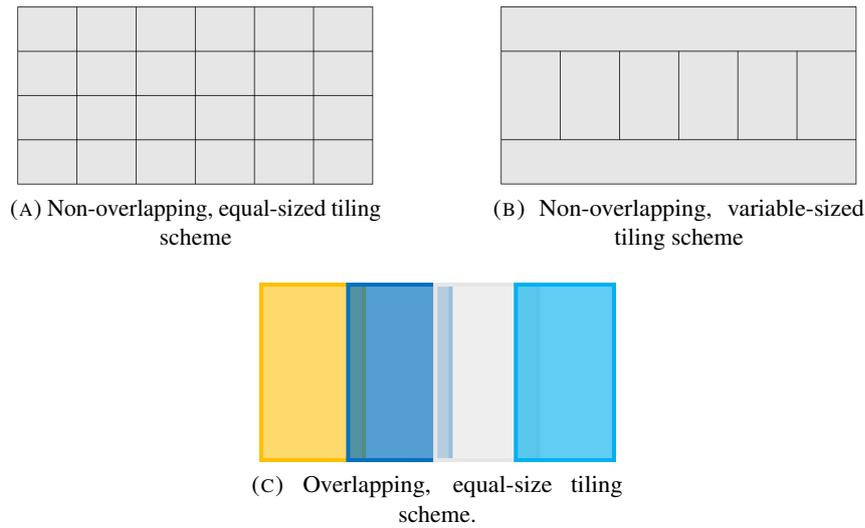 (A) Non-overlapping, equal-sized tiling
scheme
(B) Non-overlapping, variable-sized
tiling scheme
(C) Overlapping, equal-size tiling
scheme.